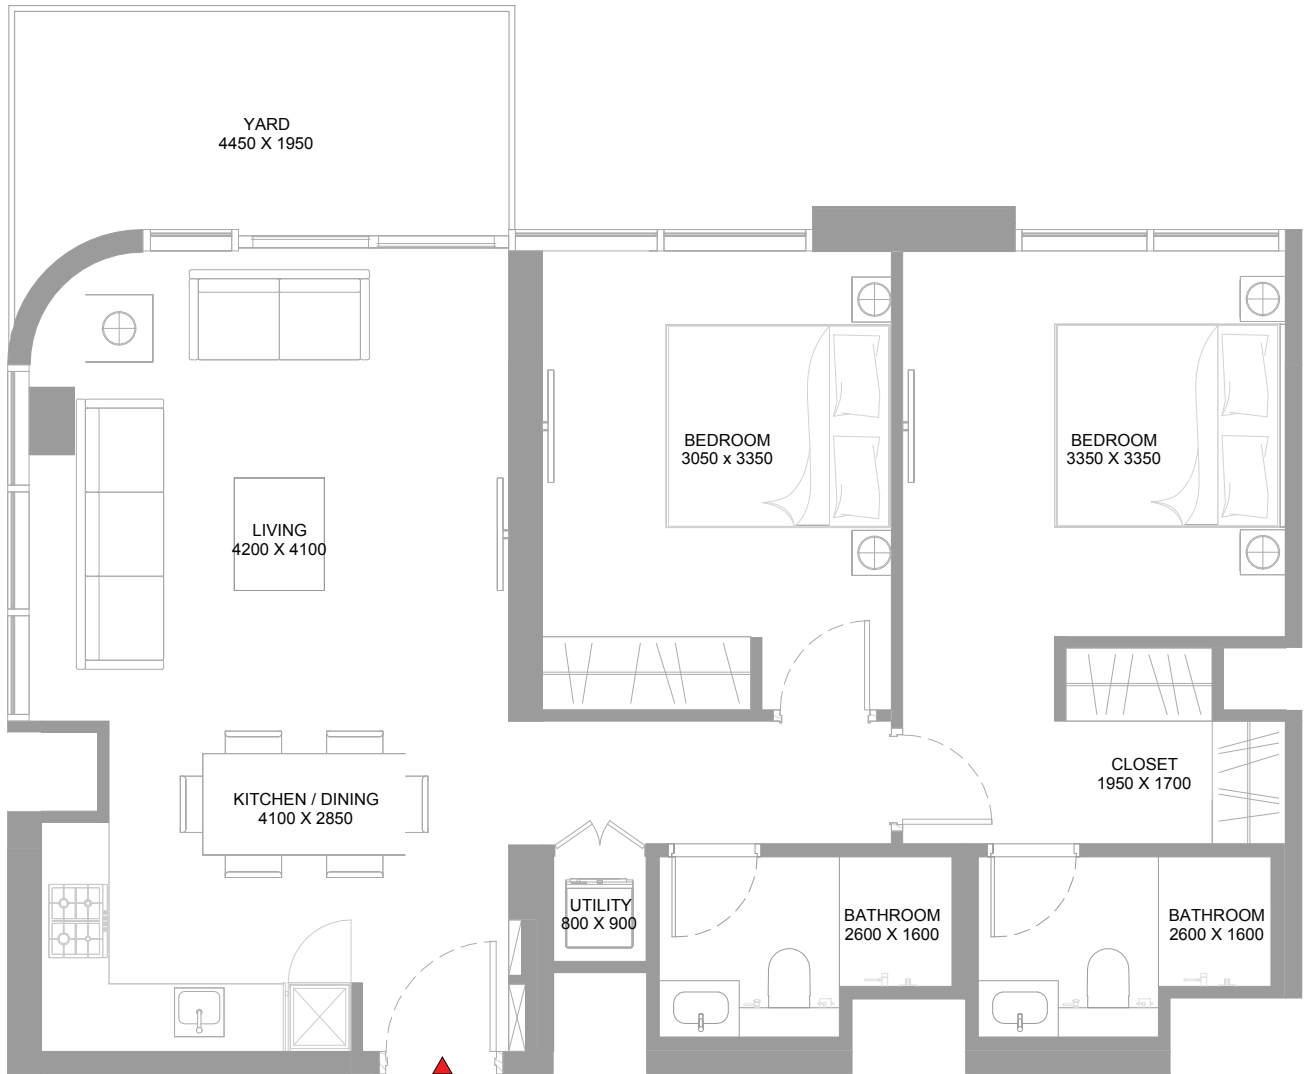 YARD
4450 X 1950
BEDROOM
3050 x 3350
BEDROOM
3350 X 3350
LIVING
4200 X 4100
CLOSET
1950 X 1700
KITCHEN / DINING
4100 X 2850
UTILITY
800 X 900
BATHROOM
2600 X 1600
BATHROOM
2600 X 1600